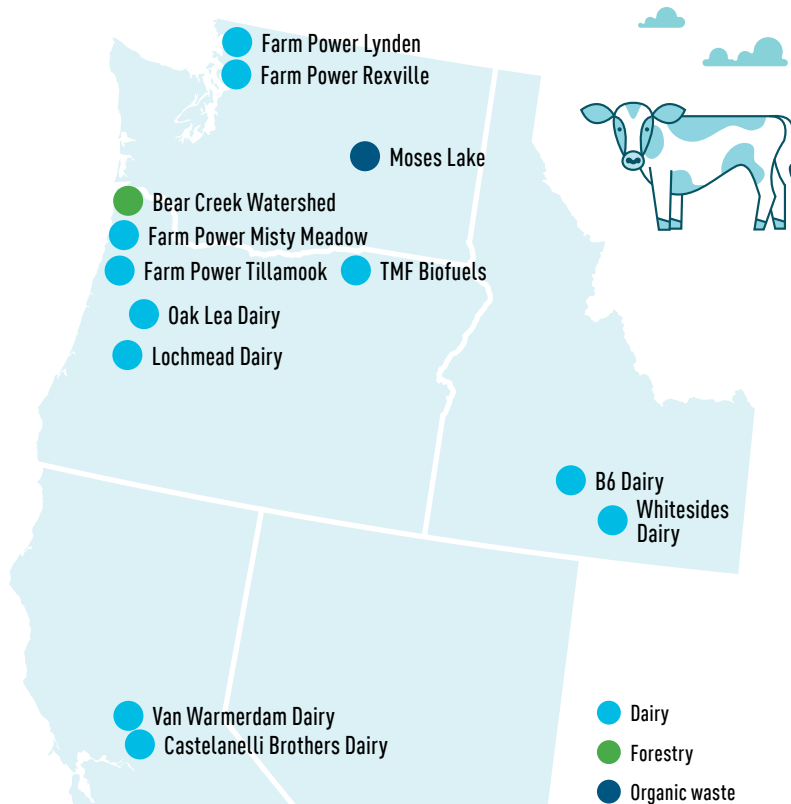 Farm Power Lynden
Farm Power Rexville
Moses Lake
Bear Creek Watershed
Farm Power Misty Meadow
Farm Power Tillamook
TMF Biofuels
Oak Lea Dairy
Lochmead Dairy
B6 Dairy
Whitesides
Dairy
Van Warmerdam Dairy
Castelanelli Brothers Dairy
Dairy
Forestry
Organic waste